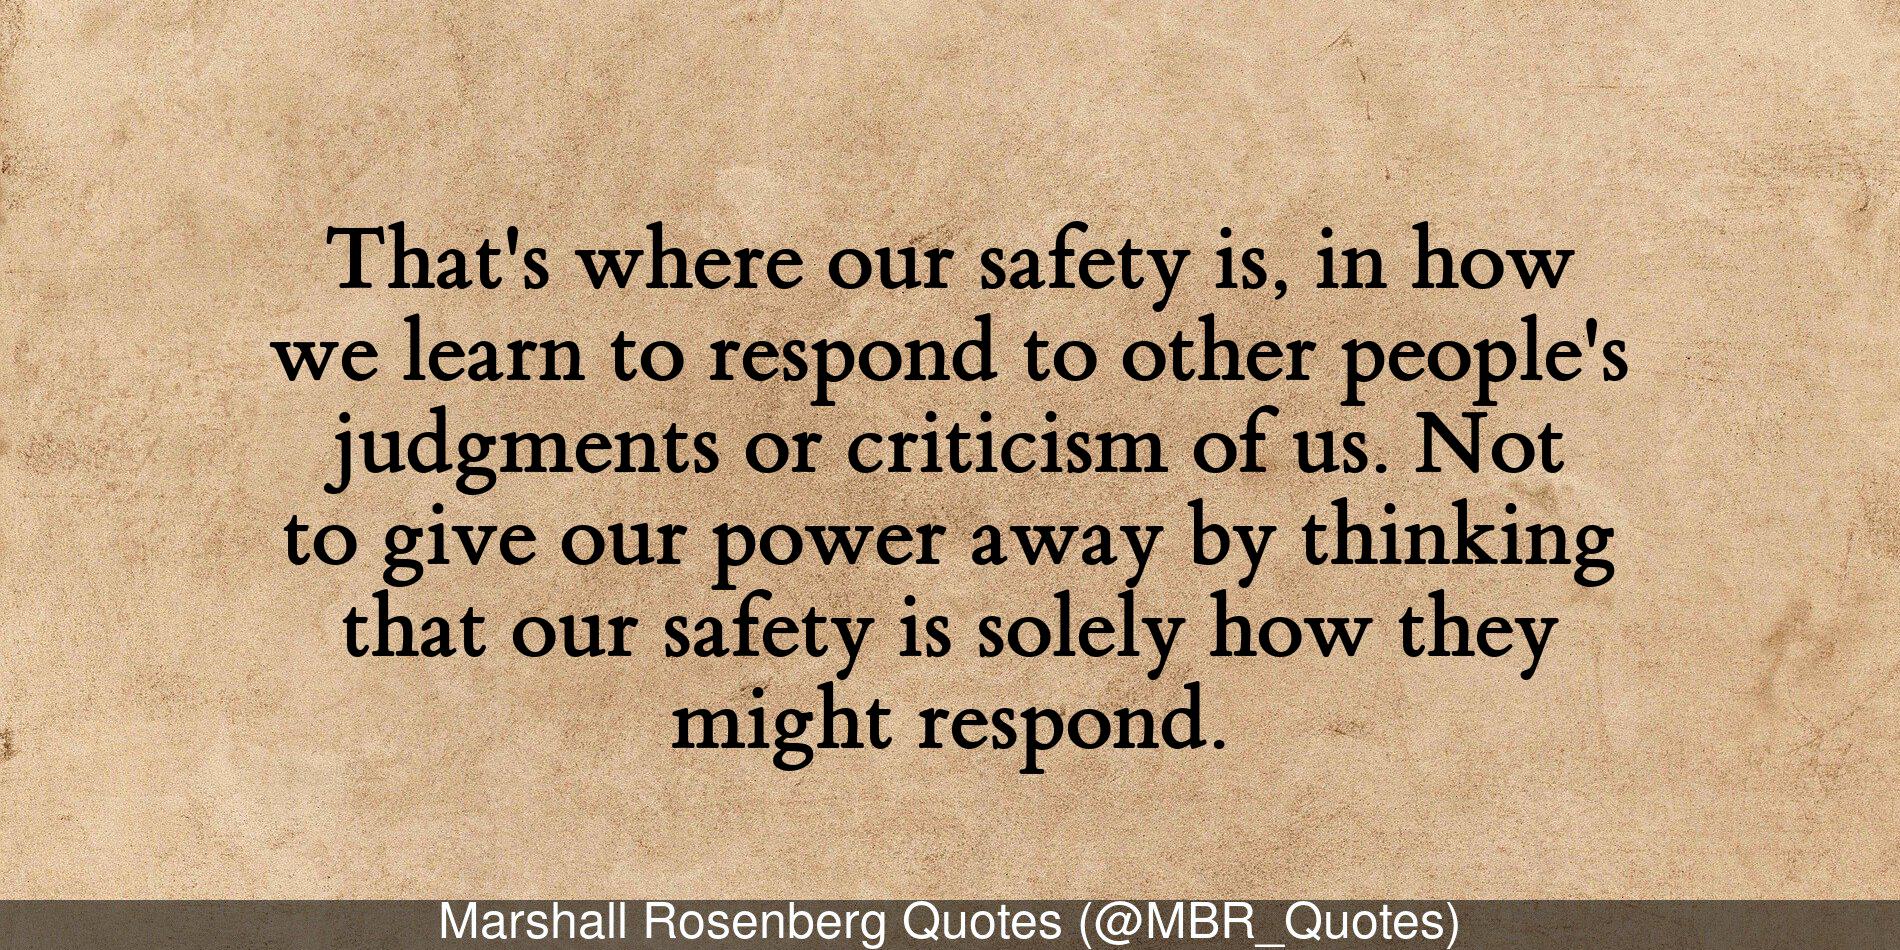 That's where our safety is, in how
we learn to respond to other people's
judgments or criticism of us. Not
to give our power away by thinking
that our safety is solely how they
might respond.
Marshall Rosenberg Quotes (@MBR_Quotes)